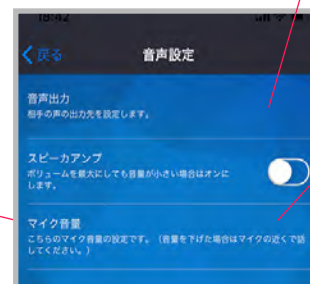 19:42
戻る
音声設定
音声出力
相手の声の出力先を設定します。
スピーカアンプ
ボリュームを最大にしても音量が小さい場合はオンに
します。
マイク音量
こちらのマイク音量の設定です。（音量を下げた場合はマイクの近くで話
してください。）